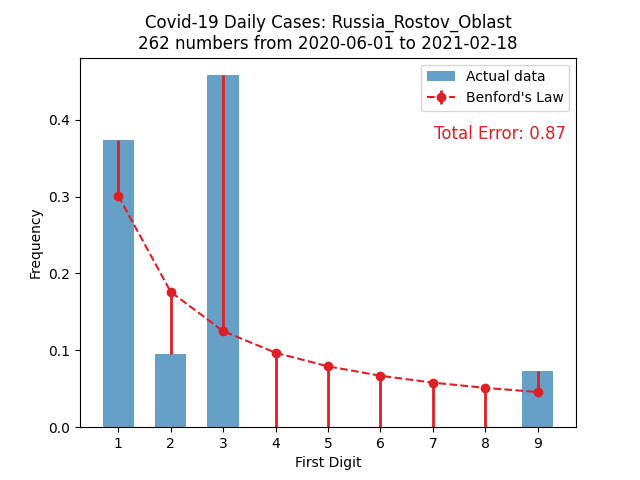 Covid-19 Daily Cases: Russia_Rostov_Oblast
262 numbers from 2020-06-01 to 2021-02-18
Actual data
Benford's Law
Total Error: 0.87
0.4
0.3
0.2
0.1
0.0
Frequency
1 2 3 4 5 6 7 8 9
First Digit